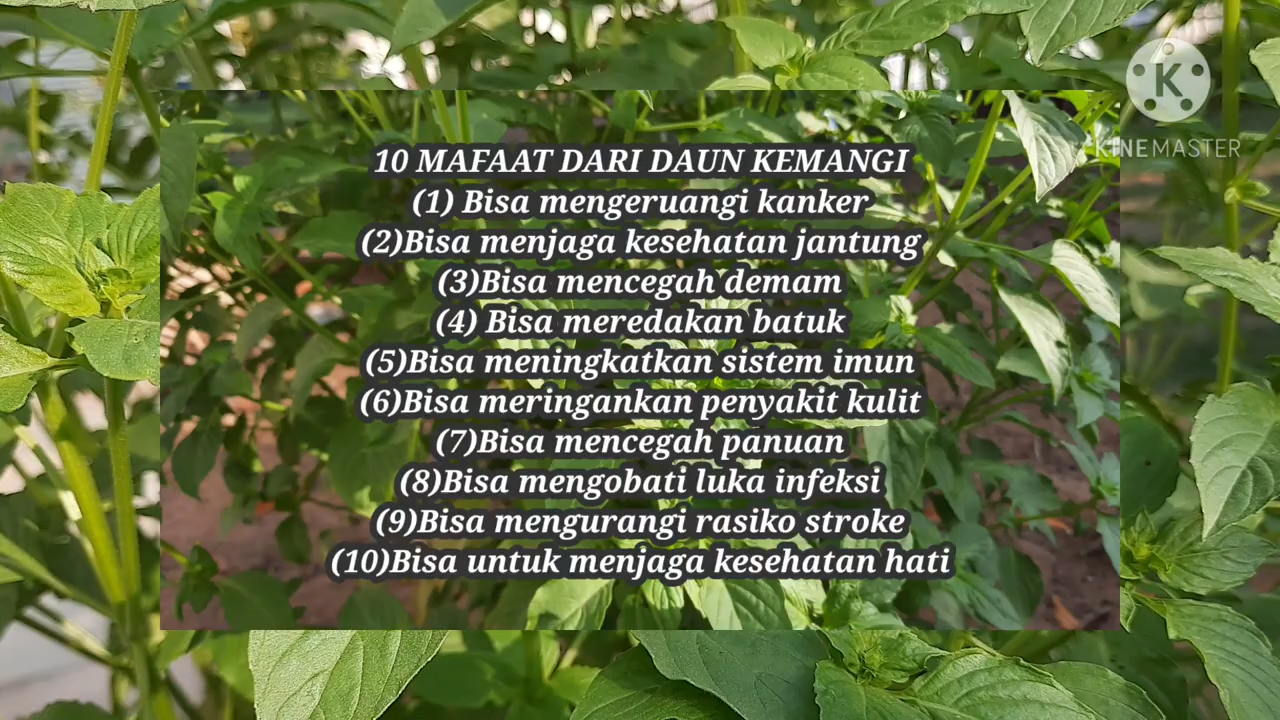 KINEMASTER
10 MAFAAT DARI DAUN KEMANGI
(1) Bisa mengeruangi kanker
(2)Bisa menjaga kesehatan jantung
(3)Bisa mencegah demam
(4) Bisa meredakan batuk
(5)Bisa meningkatkan sistem imun
(6)Bisa meringankan penyakit kulit
(7)Bisa mencegah panuan
(8)Bisa mengobati luka infeksi
(9)Bisa mengurangi rasiko stroke
(10)Bisa untuk menjaga kesehatan hati